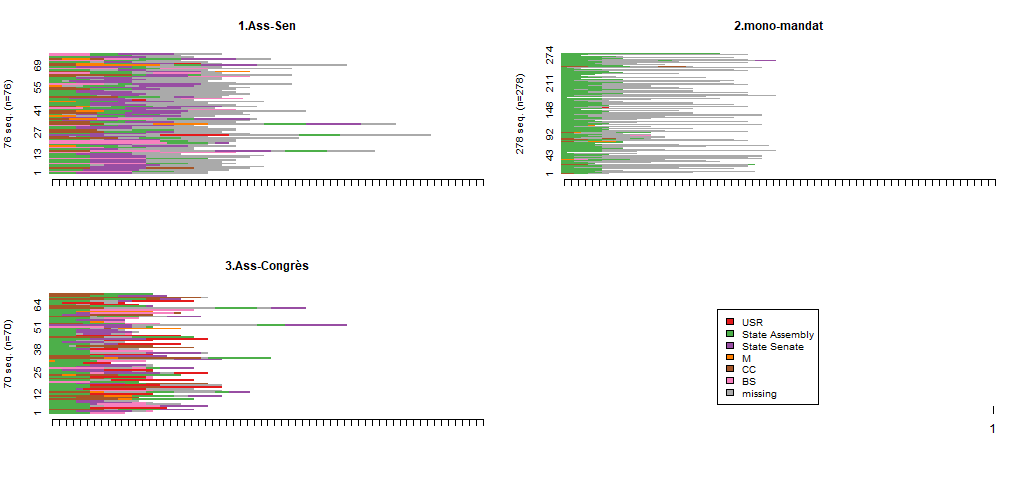 1.Ass-Sen
76 seq. (n=76)
1 13 27 41 55 69
2.mono-mandat
278 seq. (n=278)
1 43 92 148 211 274
3.Ass-Congrès
70 seq. (n=70)
1 12 25 38 51 64
USR
State Assembly
State Senate
M
CC
BS
missing
1